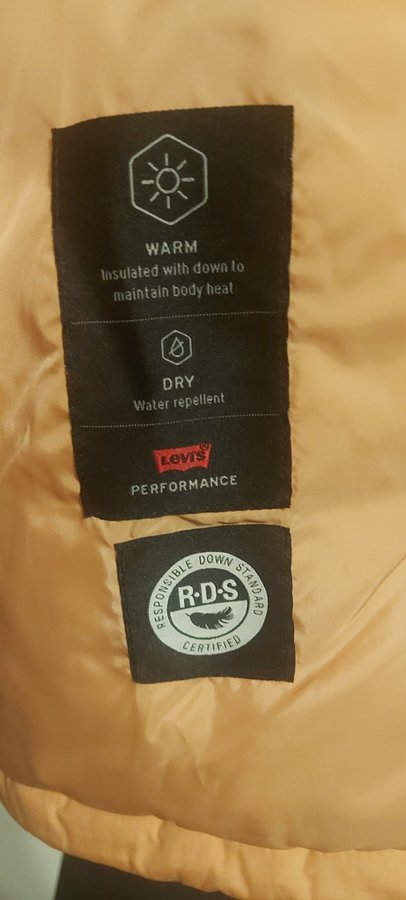 WARM
Insulated with down to
maintain body heat
DRY
Water repellent
Levi's
PERFORMANCE
RESPONSIBLE DOWN STANDARD
R·D·S
CERTIFIED